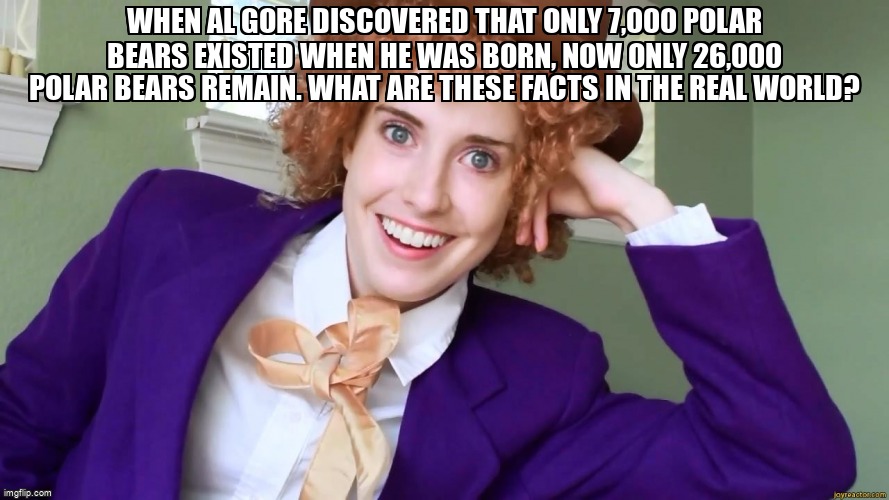 WHEN AL GORE DISCOVERED THAT ONLY 7,000 POLAR
BEARS EXISTED WHEN HE WAS BORN, NOW ONLY 26,000
POLAR BEARS REMAIN. WHAT ARE THESE FACTS IN THE REAL WORLD?
imgflip.com
joyreactor.com